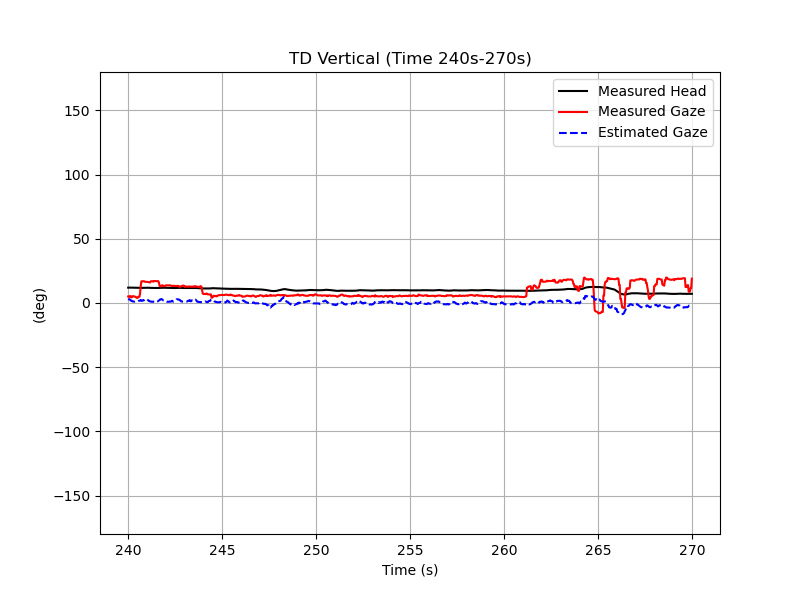 TD Vertical (Time 240s-270s)
Measured Head
Measured Gaze
Estimated Gaze
150
100
50
0
−50
−100
−150
(deg)
240 245 250 255 260 265 270
Time (s)